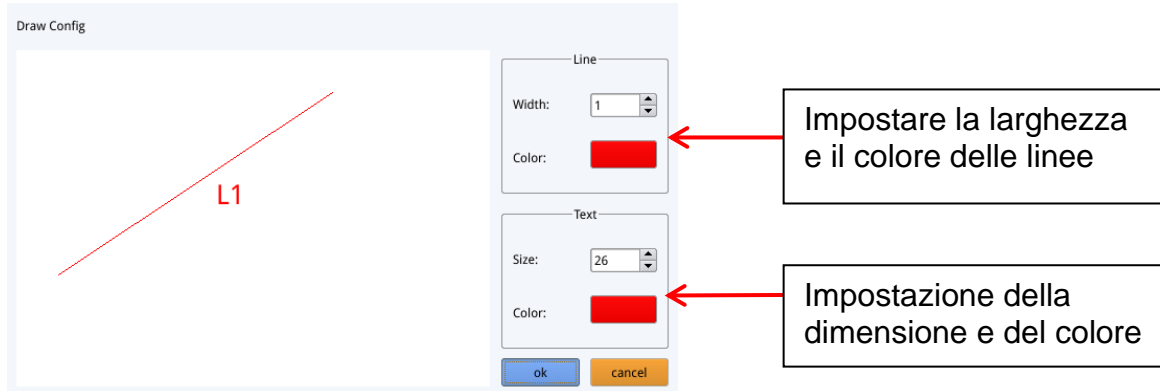 Draw Config
L1
Line
Width:
1
Color:
Text
Size:
26
Color:
ok
cancel
Impostare la larghezza
e il colore delle linee
Impostazione della
dimensione e del colore